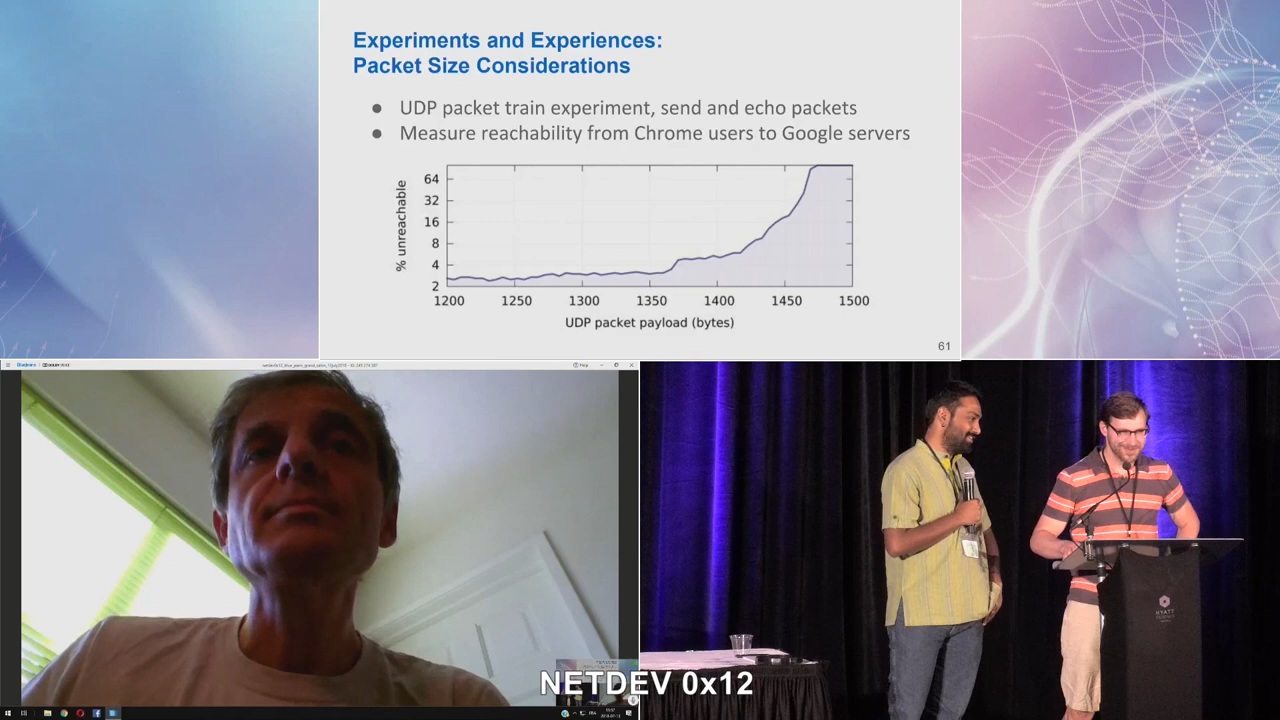 Experiments and Experiences:
Packet Size Considerations
● UDP packet train experiment, send and echo packets
● Measure reachability from Chrome users to Google servers
% unreachable
64
32
16
8
4
2
1200 1250 1300 1350 1400 1450 1500
UDP packet payload (bytes)
61
Help
HYATT
NETDEV 0x12